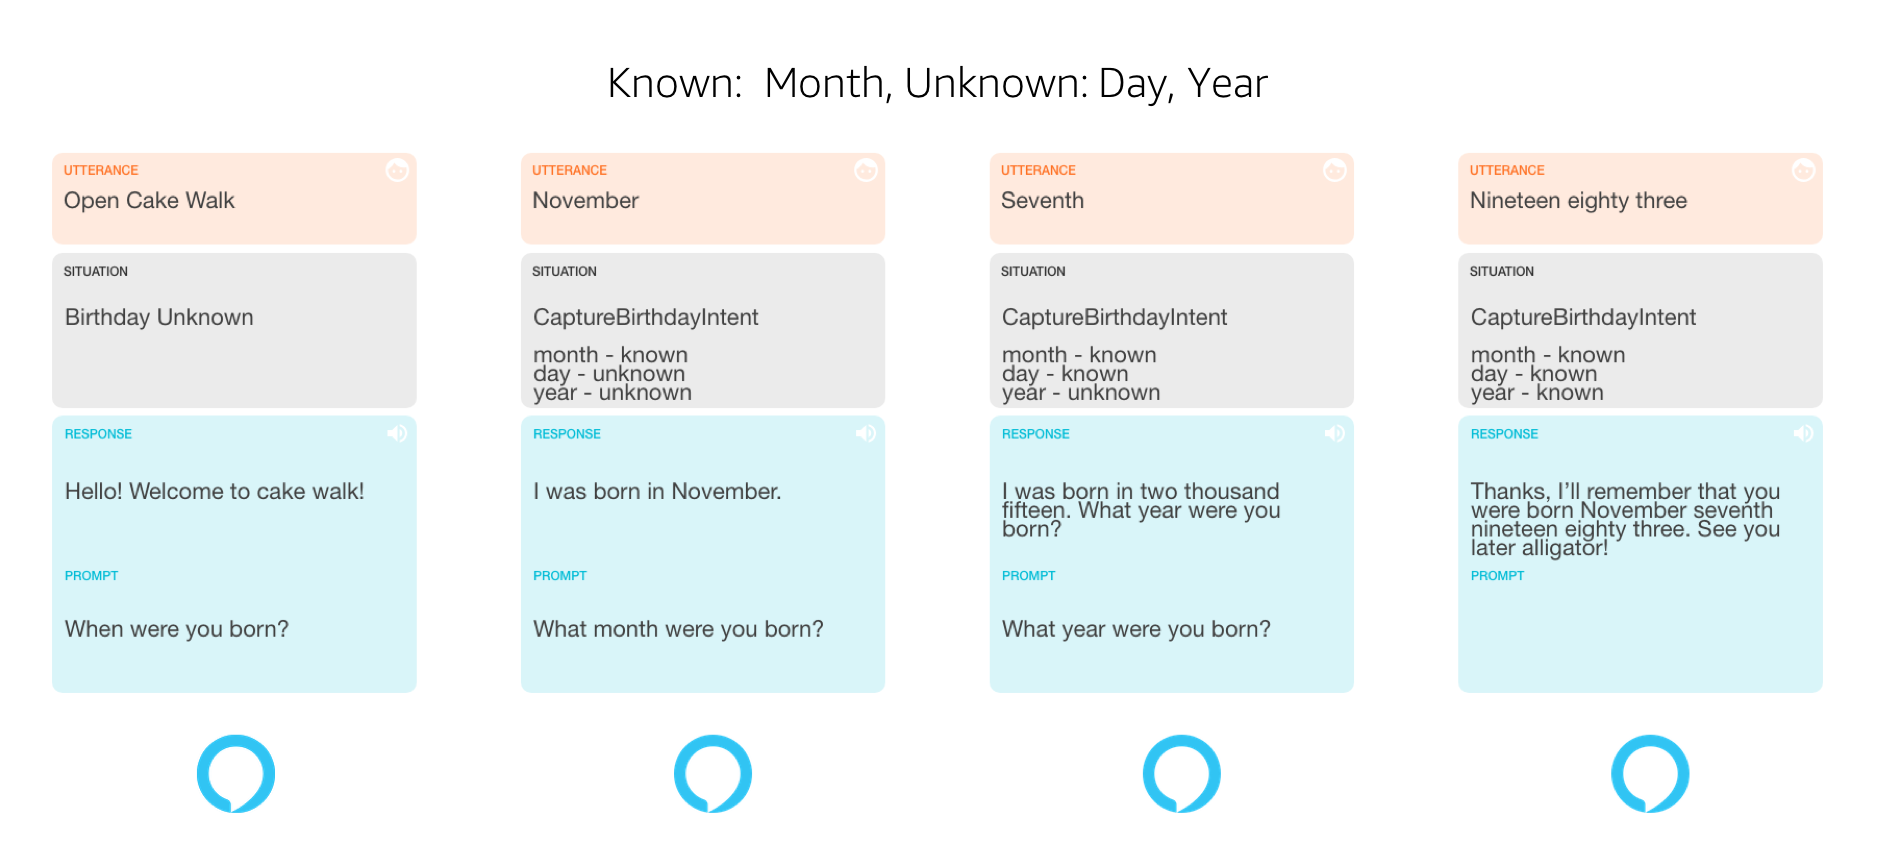 Known:  Month, Unknown: Day, Year
UTTERANCE
Open Cake Walk
SITUATION
Birthday Unknown
RESPONSE
Hello! Welcome to cake walk!
PROMPT
When were you born?
UTTERANCE
November
SITUATION
CaptureBirthdayIntent
month - known
day - unknown
year - unknown
RESPONSE
I was born in November.
PROMPT
What month were you born?
UTTERANCE
Seventh
SITUATION
CaptureBirthdayIntent
month - known
day - known
year - unknown
RESPONSE
I was born in two thousand
fifteen. What year were you
born?
PROMPT
What year were you born?
UTTERANCE
Nineteen eighty three
SITUATION
CaptureBirthdayIntent
month - known
day - known
year - known
RESPONSE
Thanks, I’ll remember that you
were born November seventh
nineteen eighty three. See you
later alligator!
PROMPT